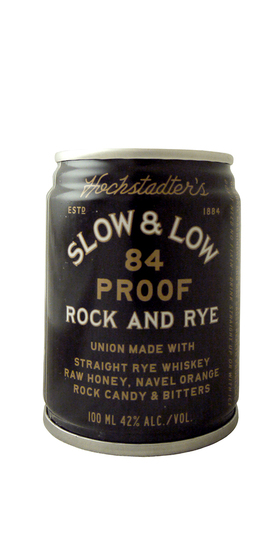 Hochstadter's
ESTD 1884
SLOW & LOW
84
PROOF
ROCK AND RYE
UNION MADE WITH
STRAIGHT RYE WHISKEY
RAW HONEY, NAVEL ORANGE
ROCK CANDY & BITTERS
100 ML 42% ALC./VOL.